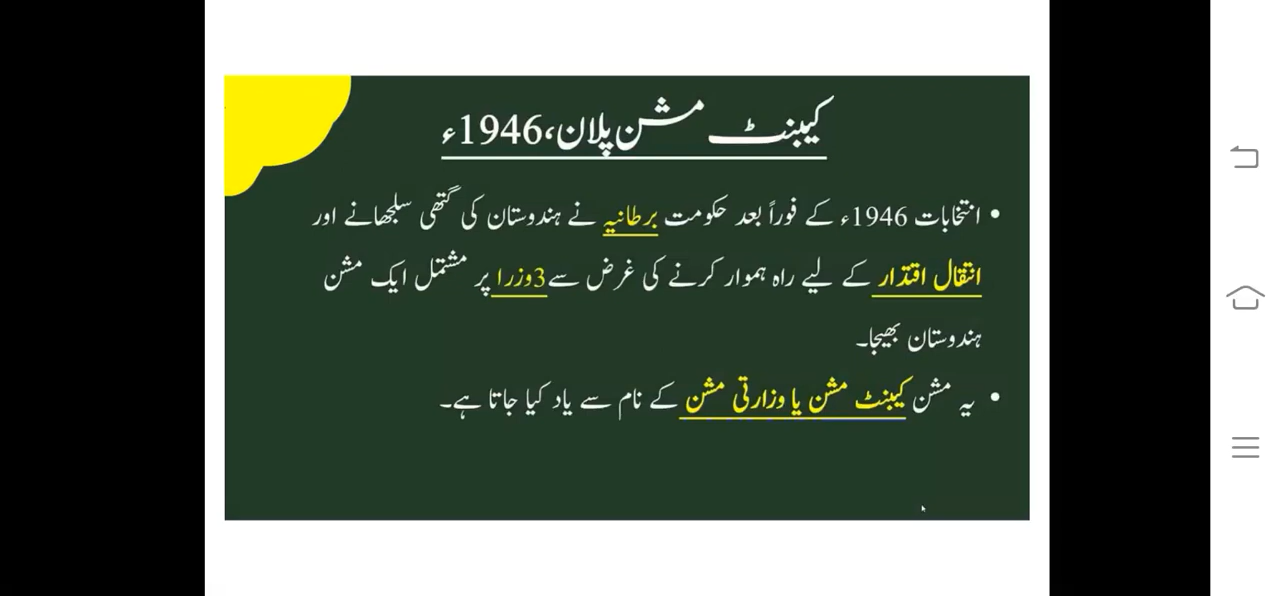 کیبنٹ مشن پلان، 1946ء
• انتخابات 1946ء کے فوراً بعد حکومت برطانیہ نے ہندوستان کی گتھی سلجھانے اور
انتقال اقتدار کے لیے راہ ہموار کرنے کی غرض سے 3وزرا پر مشتمل ایک مشن
ہندوستان بھیجا۔
• یہ مشن کیبنٹ مشن یا وزارتی مشن کے نام سے یاد کیا جاتا ہے۔